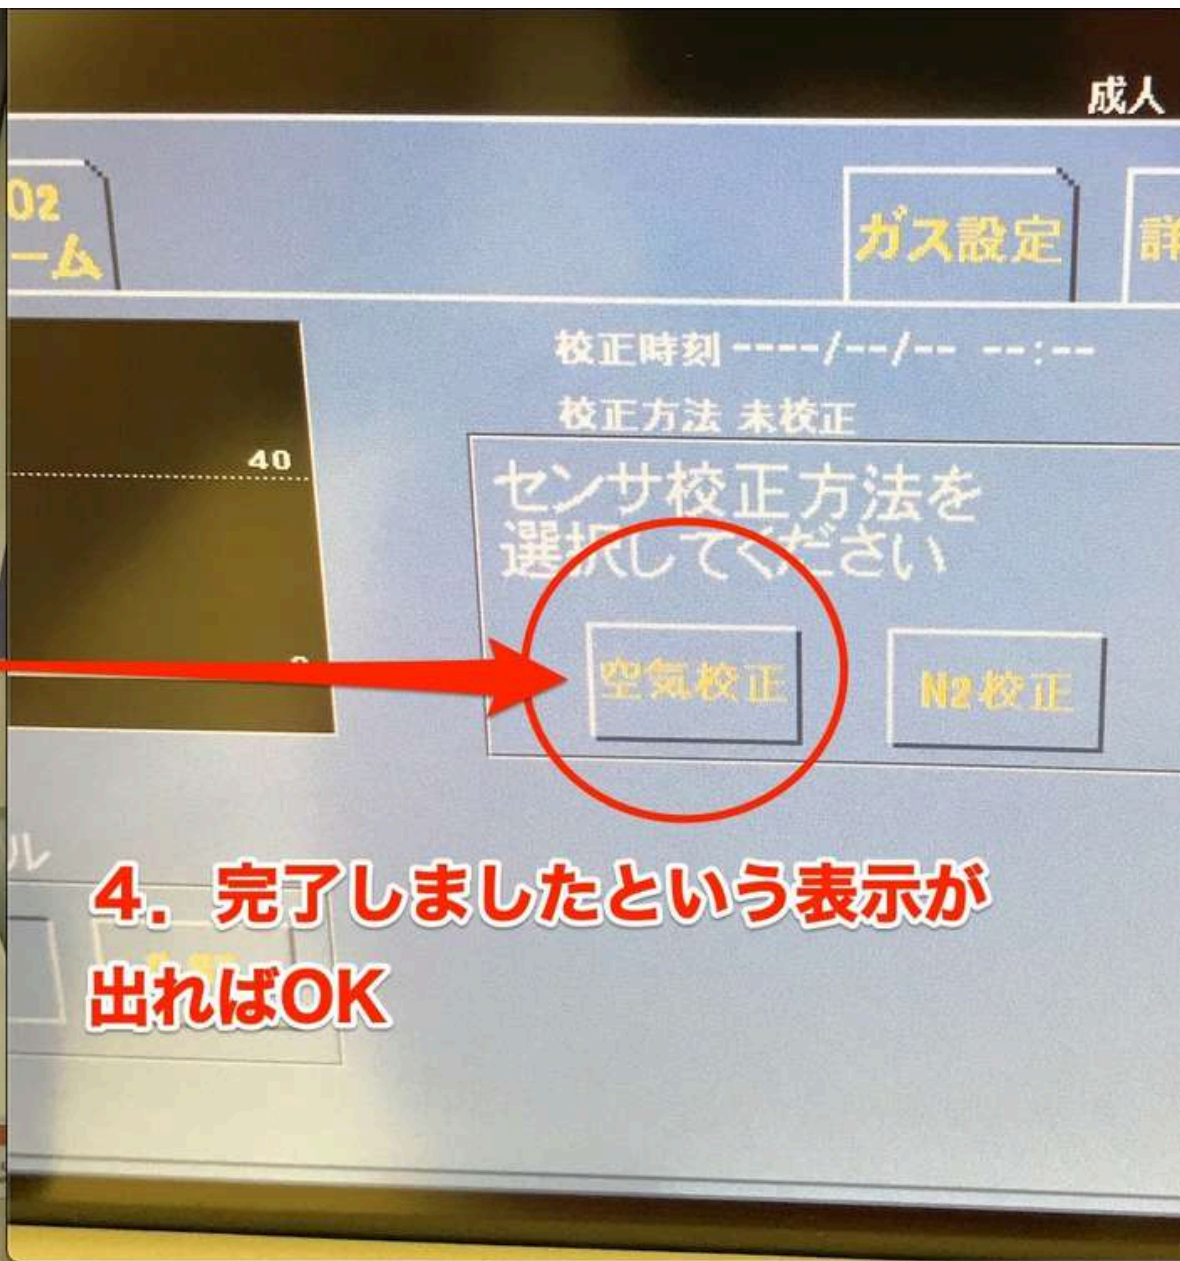 成人
O2
ーム
ガス設定
校正時刻 ----/--/-- --:--
校正方法 未校正
40
センサ校正方法を
選択してください
空気校正
N2校正
ル
4．完了しましたという表示が
出ればOK